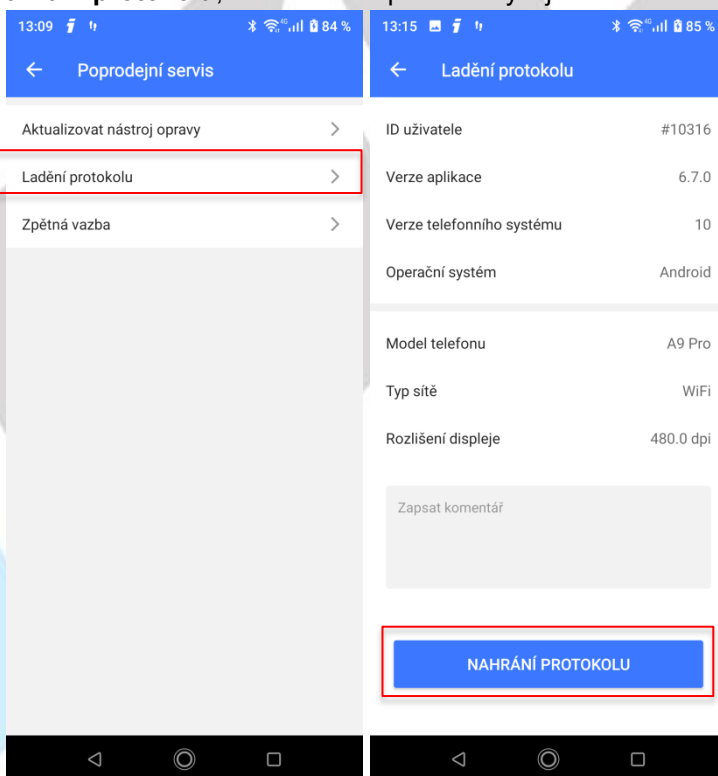 13:09 4G 84 %
Poprodejní servis
Aktualizovat nástroj opravy
Ladění protokolu
Zpětná vazba
13:15 4G 85 %
Ladění protokolu
ID uživatele #10316
Verze aplikace 6.7.0
Verze telefonního systému 10
Operační systém Android
Model telefonu A9 Pro
Typ sítě WiFi
Rozlišení displeje 480.0 dpi
Zapsat komentář
NAHRÁNÍ PROTOKOLU